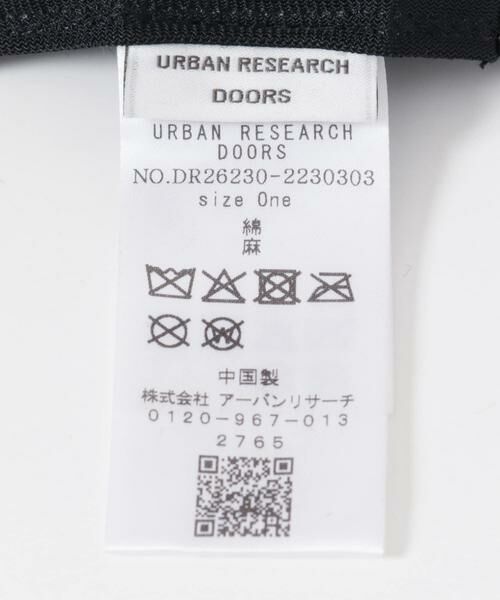 URBAN RESEARCH
DOORS
URBAN RESEARCH
DOORS
NO.DR26230-2230303
size One
綿
麻
中国製
株式会社 アーバンリサーチ
0120-967-013
2765